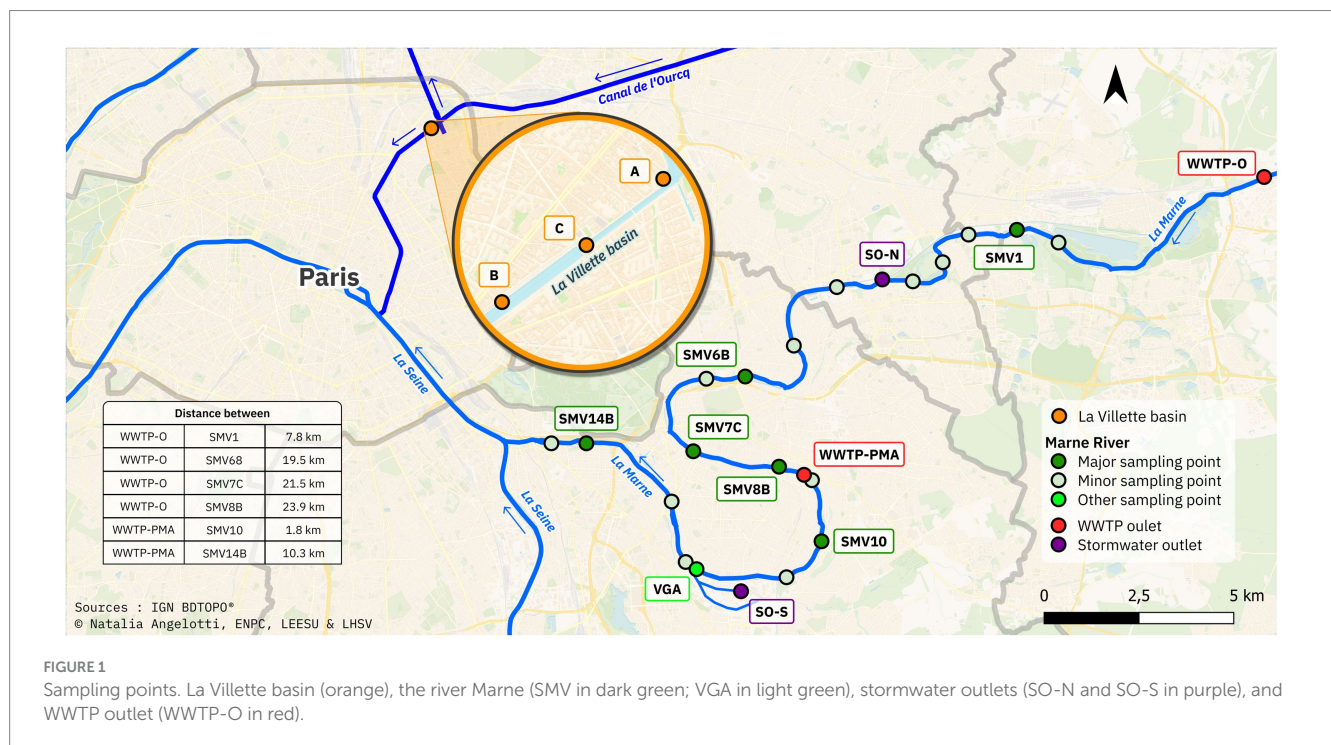 Canal de l'Ourcq
WWTP-O
A
La Marne
C
SO-N
SMV1
La Villette basin
B
Paris
SMV6B
La Seine
SMV14B
SMV7C
La Villette basin
Marne River
Major sampling point
Minor sampling point
Other sampling point
WWTP oulet
Stormwater outlet
WWTP-PMA
SMV8B
La Marne
La Seine
SMV10
VGA
SO-S
Distance between
WWTP-O SMV1 7.8 km
WWTP-O SMV68 19.5 km
WWTP-O SMV7C 21.5 km
WWTP-O SMV8B 23.9 km
WWTP-PMA SMV10 1.8 km
WWTP-PMA SMV14B 10.3 km
0 2,5 5 km
Sources : IGN BDTOPO®
© Natalia Angelotti, ENPC, LEESU & LHSV
FIGURE 1
Sampling points. La Villette basin (orange), the river Marne (SMV in dark green; VGA in light green), stormwater outlets (SO-N and SO-S in purple), and
WWTP outlet (WWTP-O in red).